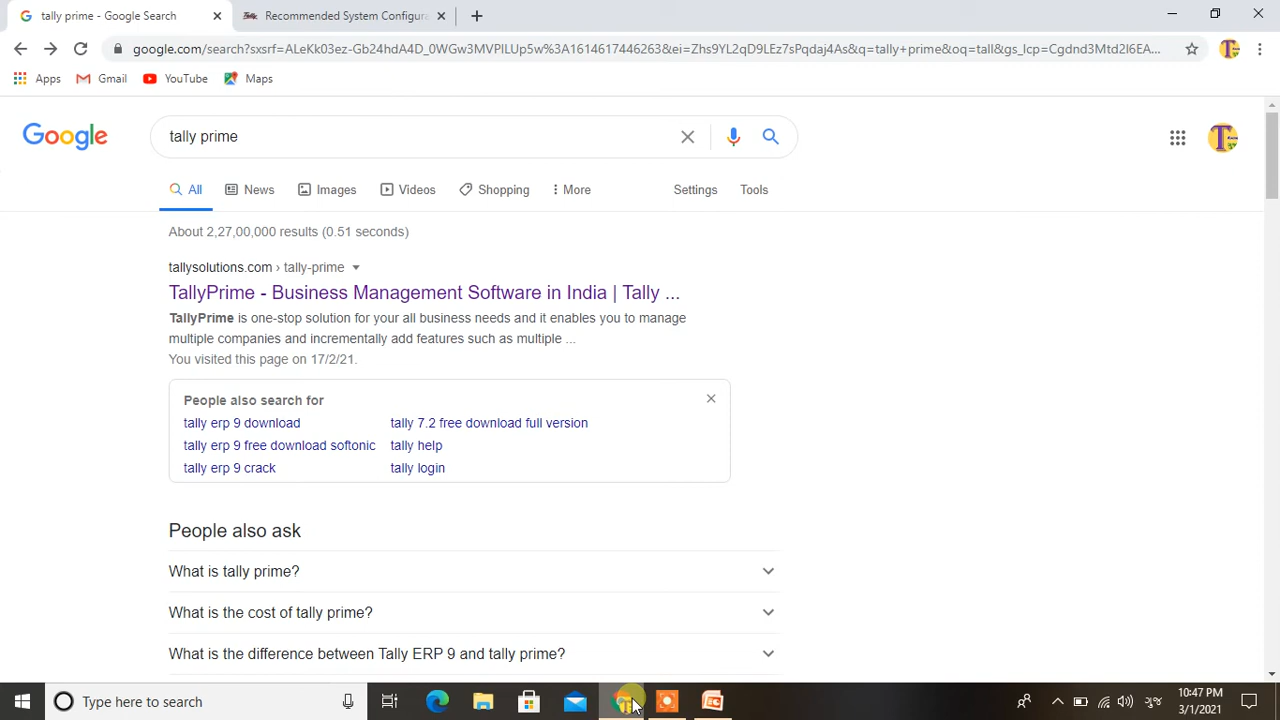 tally prime - Google Search
Recommended System Configura
google.com/search?sxsrf=ALeKk03ez-Gb24hdA4D_0WGw3MVPlLUp5w%3A1614617446263&ei=Zhs9YL2qD9LEz7sPqdaj4As&q=tally+prime&oq=tall&gs_lcp=Cgdnd3Mtd2l6EA...
Apps
Gmail
YouTube
Maps
Google
tally prime
All
News
Images
Videos
Shopping
More
Settings
Tools
About 2,27,00,000 results (0.51 seconds)
tallysolutions.com › tally-prime
TallyPrime - Business Management Software in India | Tally ...
TallyPrime is one-stop solution for your all business needs and it enables you to manage
multiple companies and incrementally add features such as multiple ...
You visited this page on 17/2/21.
People also search for
tally erp 9 download
tally 7.2 free download full version
tally erp 9 free download softonic
tally help
tally erp 9 crack
tally login
People also ask
What is tally prime?
What is the cost of tally prime?
What is the difference between Tally ERP 9 and tally prime?
Type here to search
10:47 PM
3/1/2021